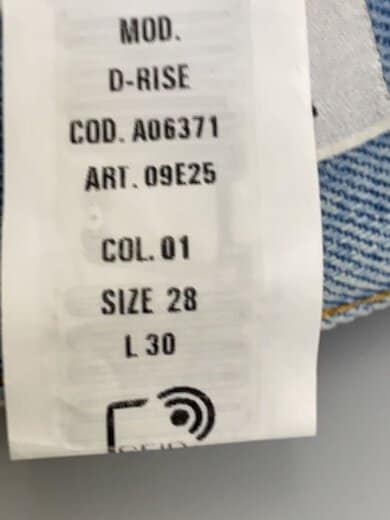 MOD.
D-RISE
COD. A06371
ART. 09E25
COL. 01
SIZE 28
L 30